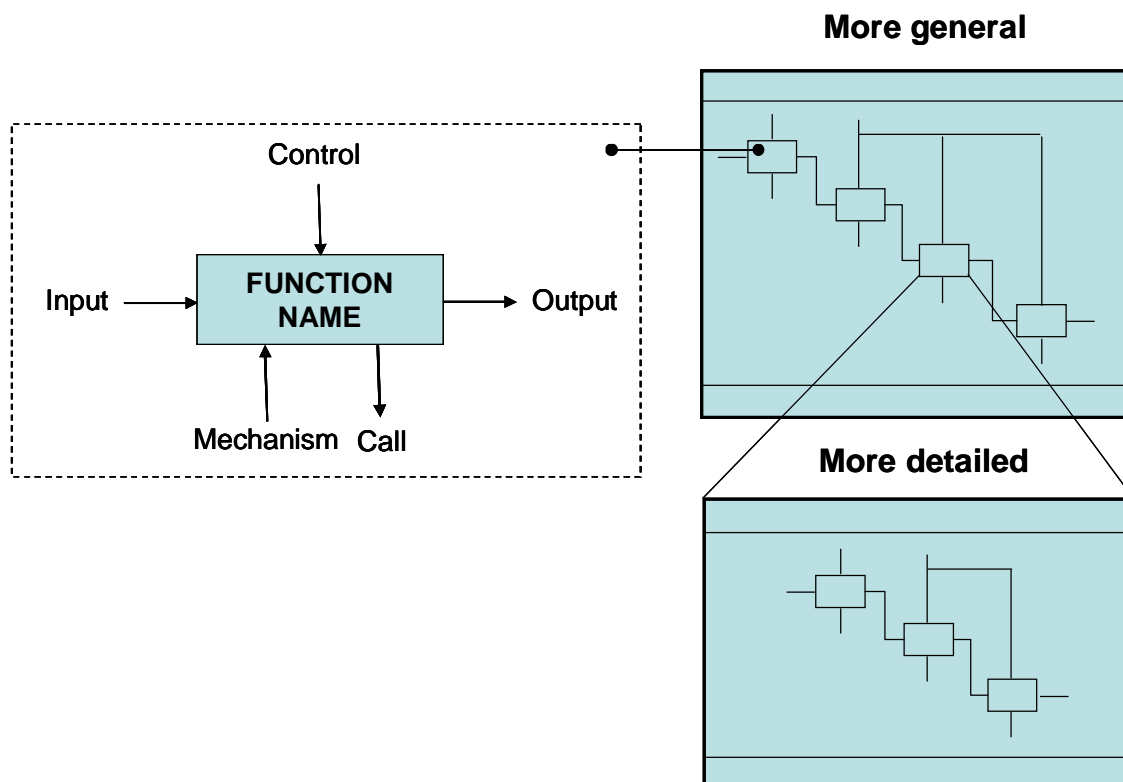 More general
Control
FUNCTION
NAME
Input
Output
Mechanism
Call
More detailed